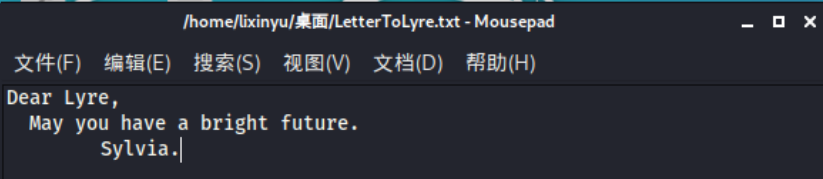 /home/lixinyu/桌面/LetterToLyre.txt - Mousepad
文件(F) 编辑(E) 搜索(S) 视图(V) 文档(D) 帮助(H)
Dear Lyre,
  May you have a bright future.
        Sylvia.